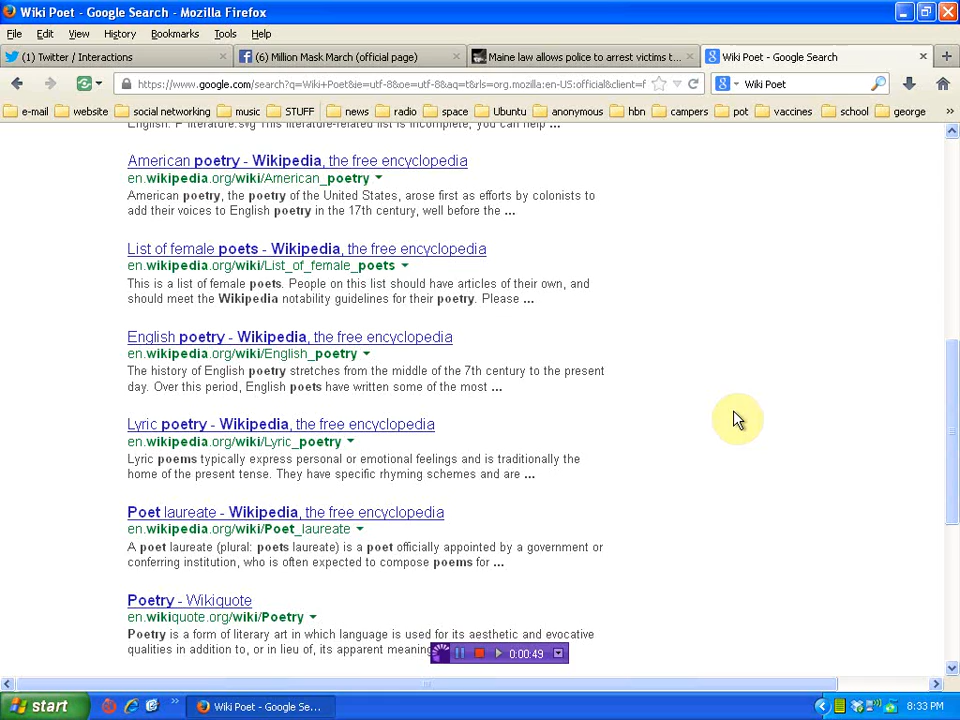 Wiki Poet - Google Search - Mozilla Firefox
File Edit View History Bookmarks Tools Help
(1) Twitter / Interactions
(6) Million Mask March (official page)
Maine law allows police to arrest victims t...
Wiki Poet - Google Search
https://www.google.com/search?q=Wiki+Poet&ie=utf-8&oe=utf-8&aq=t&rls=org.mozilla:en-US:official&client=f
Wiki Poet
e-mail website social networking music STUFF news radio space Ubuntu anonymous hbn campers pot vaccines school george
English. P literature.svg This literature-related list is incomplete; you can help ...
American poetry - Wikipedia, the free encyclopedia
en.wikipedia.org/wiki/American_poetry
American poetry, the poetry of the United States, arose first as efforts by colonists to
add their voices to English poetry in the 17th century, well before the ...
List of female poets - Wikipedia, the free encyclopedia
en.wikipedia.org/wiki/List_of_female_poets
This is a list of female poets. People on this list should have articles of their own, and
should meet the Wikipedia notability guidelines for their poetry. Please ...
English poetry - Wikipedia, the free encyclopedia
en.wikipedia.org/wiki/English_poetry
The history of English poetry stretches from the middle of the 7th century to the present
day. Over this period, English poets have written some of the most ...
Lyric poetry - Wikipedia, the free encyclopedia
en.wikipedia.org/wiki/Lyric_poetry
Lyric poems typically express personal or emotional feelings and is traditionally the
home of the present tense. They have specific rhyming schemes and are ...
Poet laureate - Wikipedia, the free encyclopedia
en.wikipedia.org/wiki/Poet_laureate
A poet laureate (plural: poets laureate) is a poet officially appointed by a government or
conferring institution, who is often expected to compose poems for ...
Poetry - Wikiquote
en.wikiquote.org/wiki/Poetry
Poetry is a form of literary art in which language is used for its aesthetic and evocative
qualities in addition to, or in lieu of, its apparent meaning
0:00:49
start
Wiki Poet - Google Se...
8:33 PM